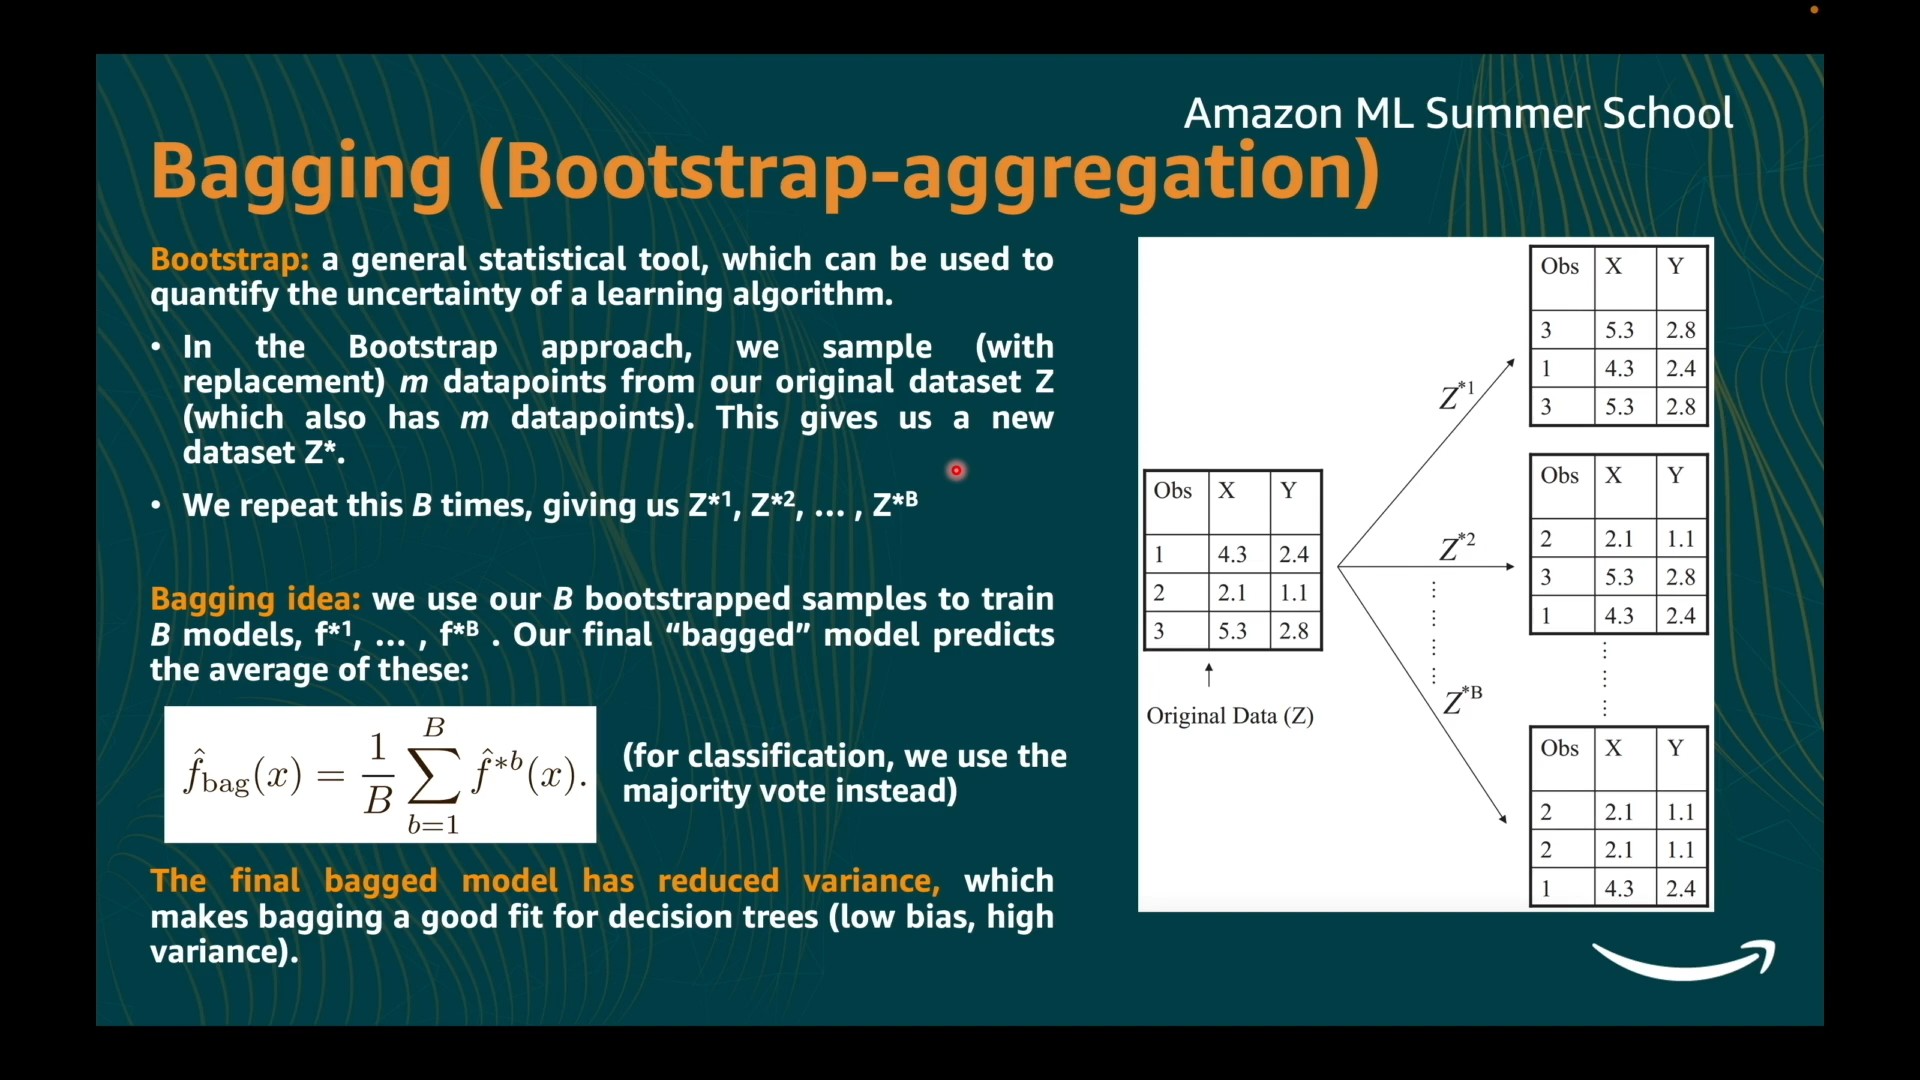 Amazon ML Summer School
Bagging (Bootstrap-aggregation)
Bootstrap: a general statistical tool, which can be used to
quantify the uncertainty of a learning algorithm.
• In the Bootstrap approach, we sample (with
replacement) m datapoints from our original dataset Z
(which also has m datapoints). This gives us a new
dataset Z*.
• We repeat this B times, giving us Z*¹, Z*², … , Z*ᴮ
Bagging idea: we use our B bootstrapped samples to train
B models, f*¹, … , f*ᴮ . Our final “bagged” model predicts
the average of these:
f̂_bag(x) = 1/B ∑_{b=1}^{B} f̂^{*b}(x).
(for classification, we use the
majority vote instead)
The final bagged model has reduced variance, which
makes bagging a good fit for decision trees (low bias, high
variance).
Obs X Y
1 4.3 2.4
2 2.1 1.1
3 5.3 2.8
Original Data (Z)
Z*1
Obs X Y
3 5.3 2.8
1 4.3 2.4
3 5.3 2.8
Z*2
Obs X Y
2 2.1 1.1
3 5.3 2.8
1 4.3 2.4
Z*B
Obs X Y
2 2.1 1.1
2 2.1 1.1
1 4.3 2.4